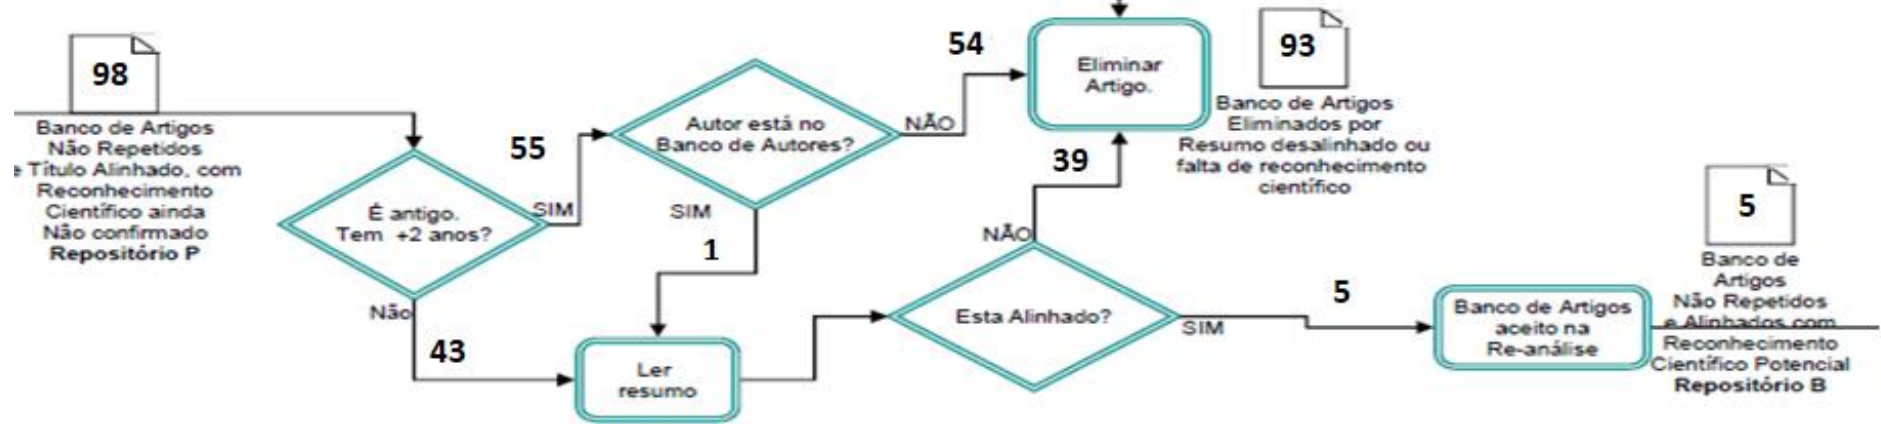 98
Banco de Artigos
Não Repetidos
e Título Alinhado, com
Reconhecimento
Científico ainda
Não confirmado
Repositório P
É antigo.
Tem +2 anos?
SIM
55
Não
43
Autor está no
Banco de Autores?
NÃO
54
SIM
1
Ler
resumo
Eliminar
Artigo.
93
Banco de Artigos
Eliminados por
Resumo desalinhado ou
falta de reconhecimento
científico
39
NÃO
Esta Alinhado?
SIM
5
Banco de Artigos
aceito na
Re-análise
5
Banco de
Artigos
Não Repetidos
e Alinhados com
Reconhecimento
Científico Potencial
Repositório B